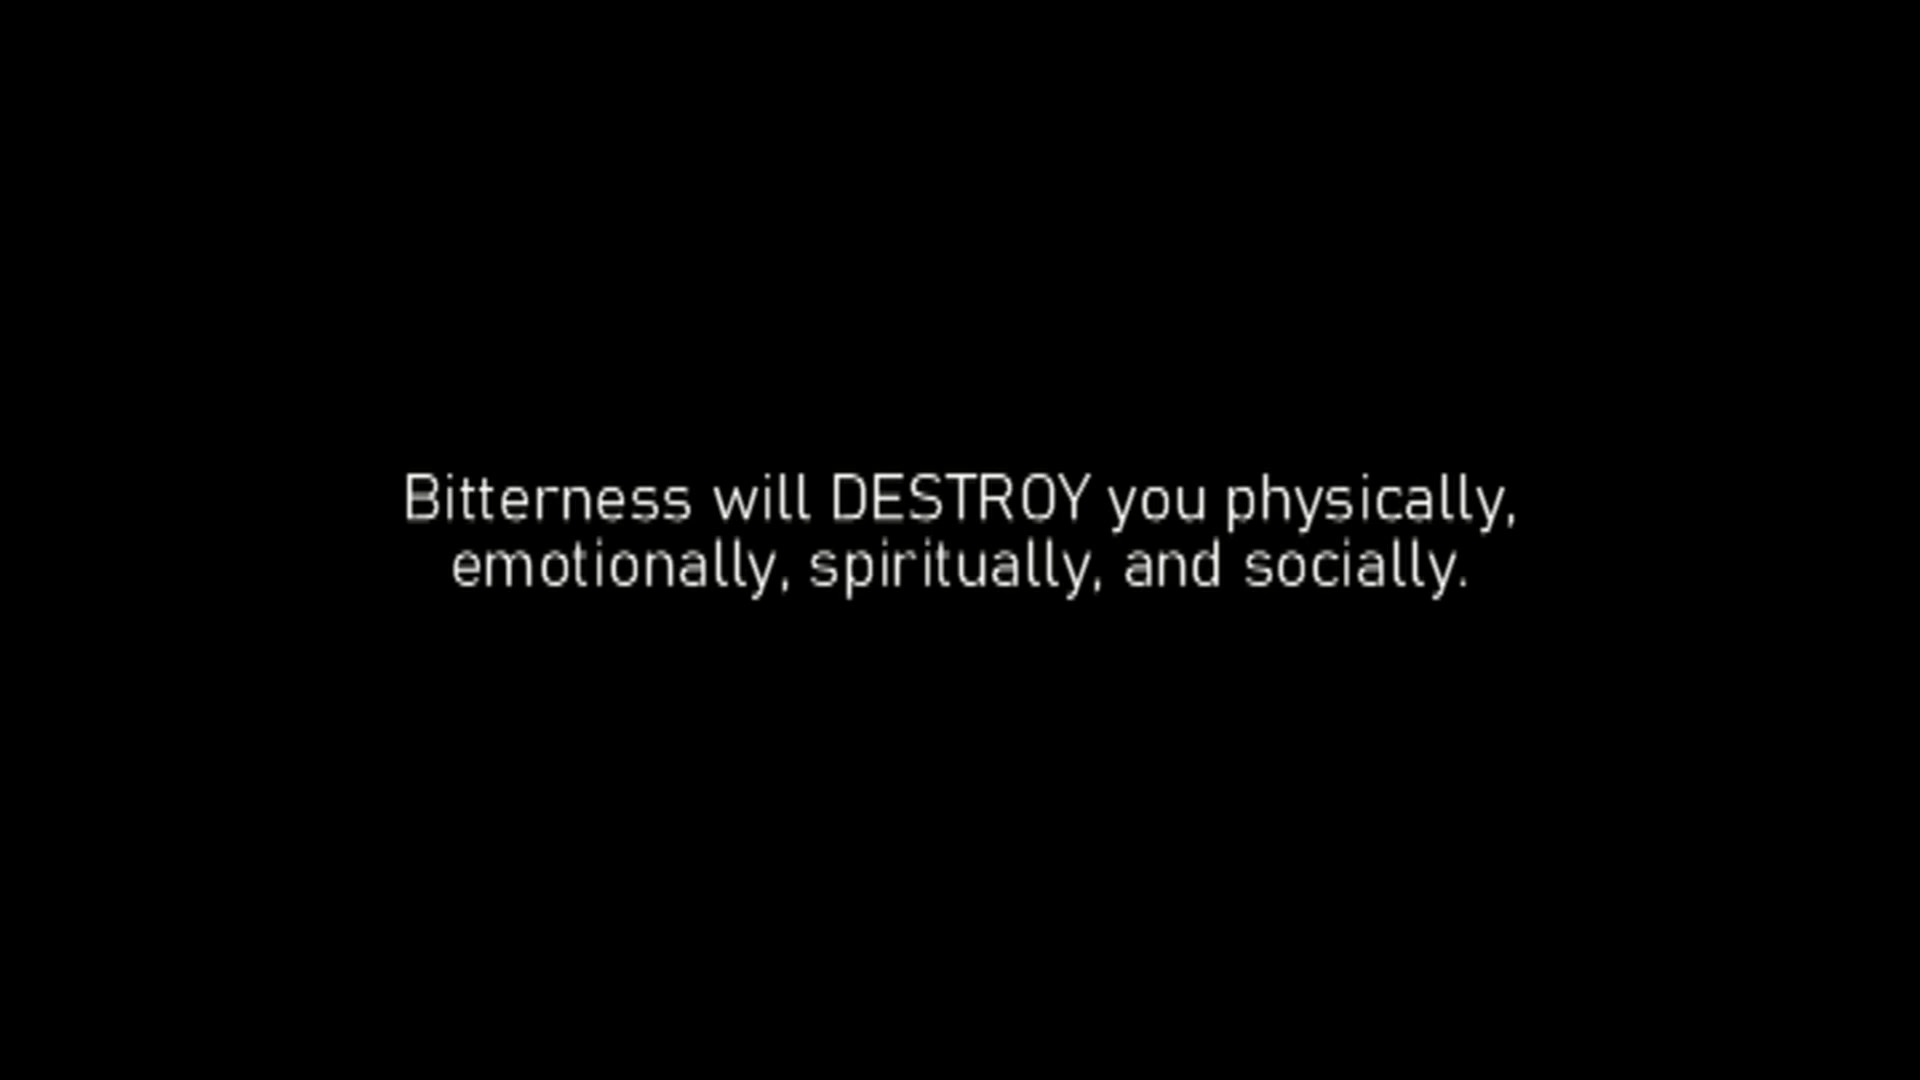 Bitterness will DESTROY you physically,
emotionally, spiritually, and socially.